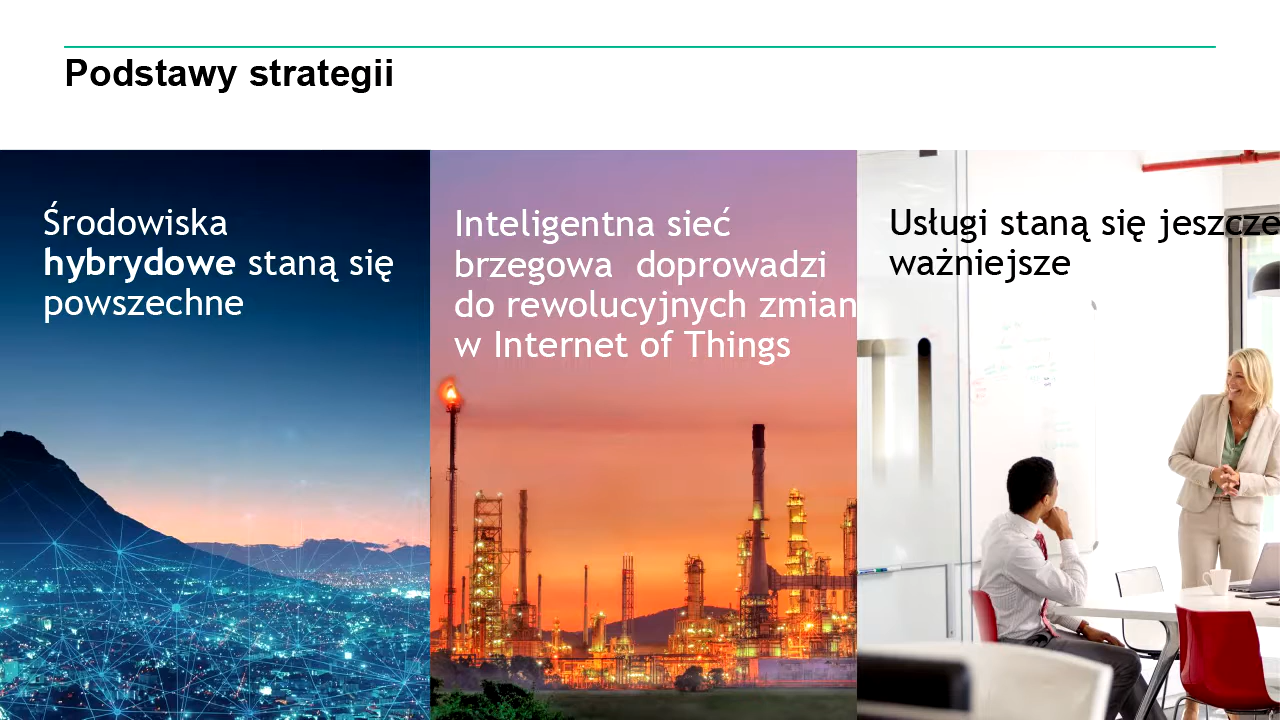 Podstawy strategii
Środowiska
hybrydowe staną się
powszechne
Inteligentna sieć
brzegowa  doprowadzi
do rewolucyjnych zmian
w Internet of Things
Usługi staną się jeszcze
ważniejsze